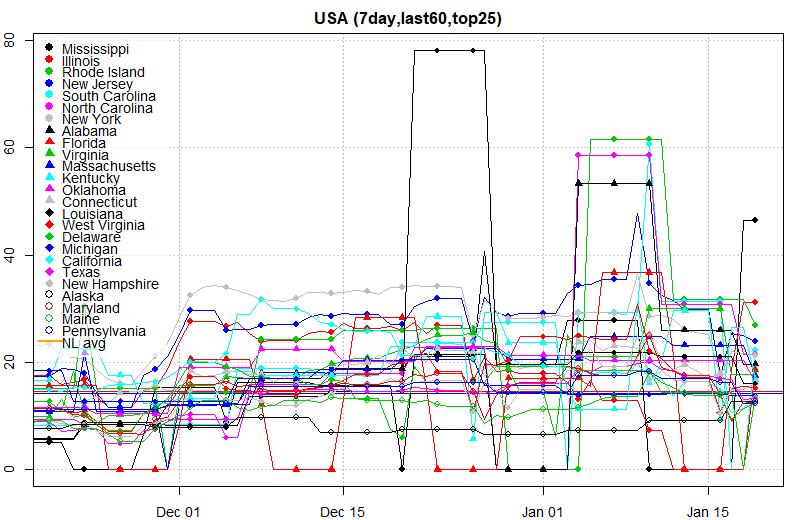 USA (7day,last60,top25)
80
60
40
20
0
Mississippi
Illinois
Rhode Island
New Jersey
South Carolina
North Carolina
New York
Alabama
Florida
Virginia
Massachusetts
Kentucky
Oklahoma
Connecticut
Louisiana
West Virginia
Delaware
Michigan
California
Texas
New Hampshire
Alaska
Maryland
Maine
Pennsylvania
NL avg
Dec 01
Dec 15
Jan 01
Jan 15